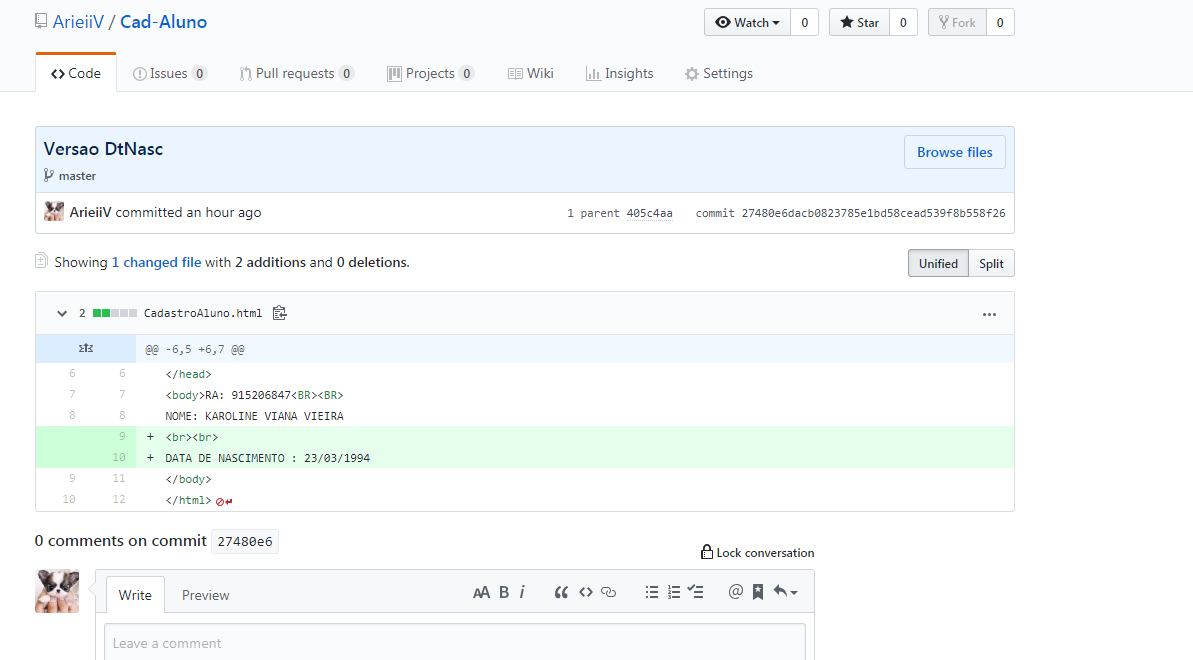 ArieiiV / Cad-Aluno
Watch 0 Star 0 Fork 0
Code Issues 0 Pull requests 0 Projects 0 Wiki Insights Settings
Versao DtNasc
Browse files
master
ArieiiV committed an hour ago 1 parent 405c4aa commit 27480e6dacb0823785e1bd58cead539f8b558f26
Showing 1 changed file with 2 additions and 0 deletions.
Unified Split
2 CadastroAluno.html
@@ -6,5 +6,7 @@
6 6 </head>
7 7 <body>RA: 915206847<BR><BR>
8 8 NOME: KAROLINE VIANA VIEIRA
9 + <br><br>
10 + DATA DE NASCIMENTO : 23/03/1994
9 11 </body>
10 12 </html>
0 comments on commit 27480e6
Lock conversation
Write Preview
AA B i @
Leave a comment